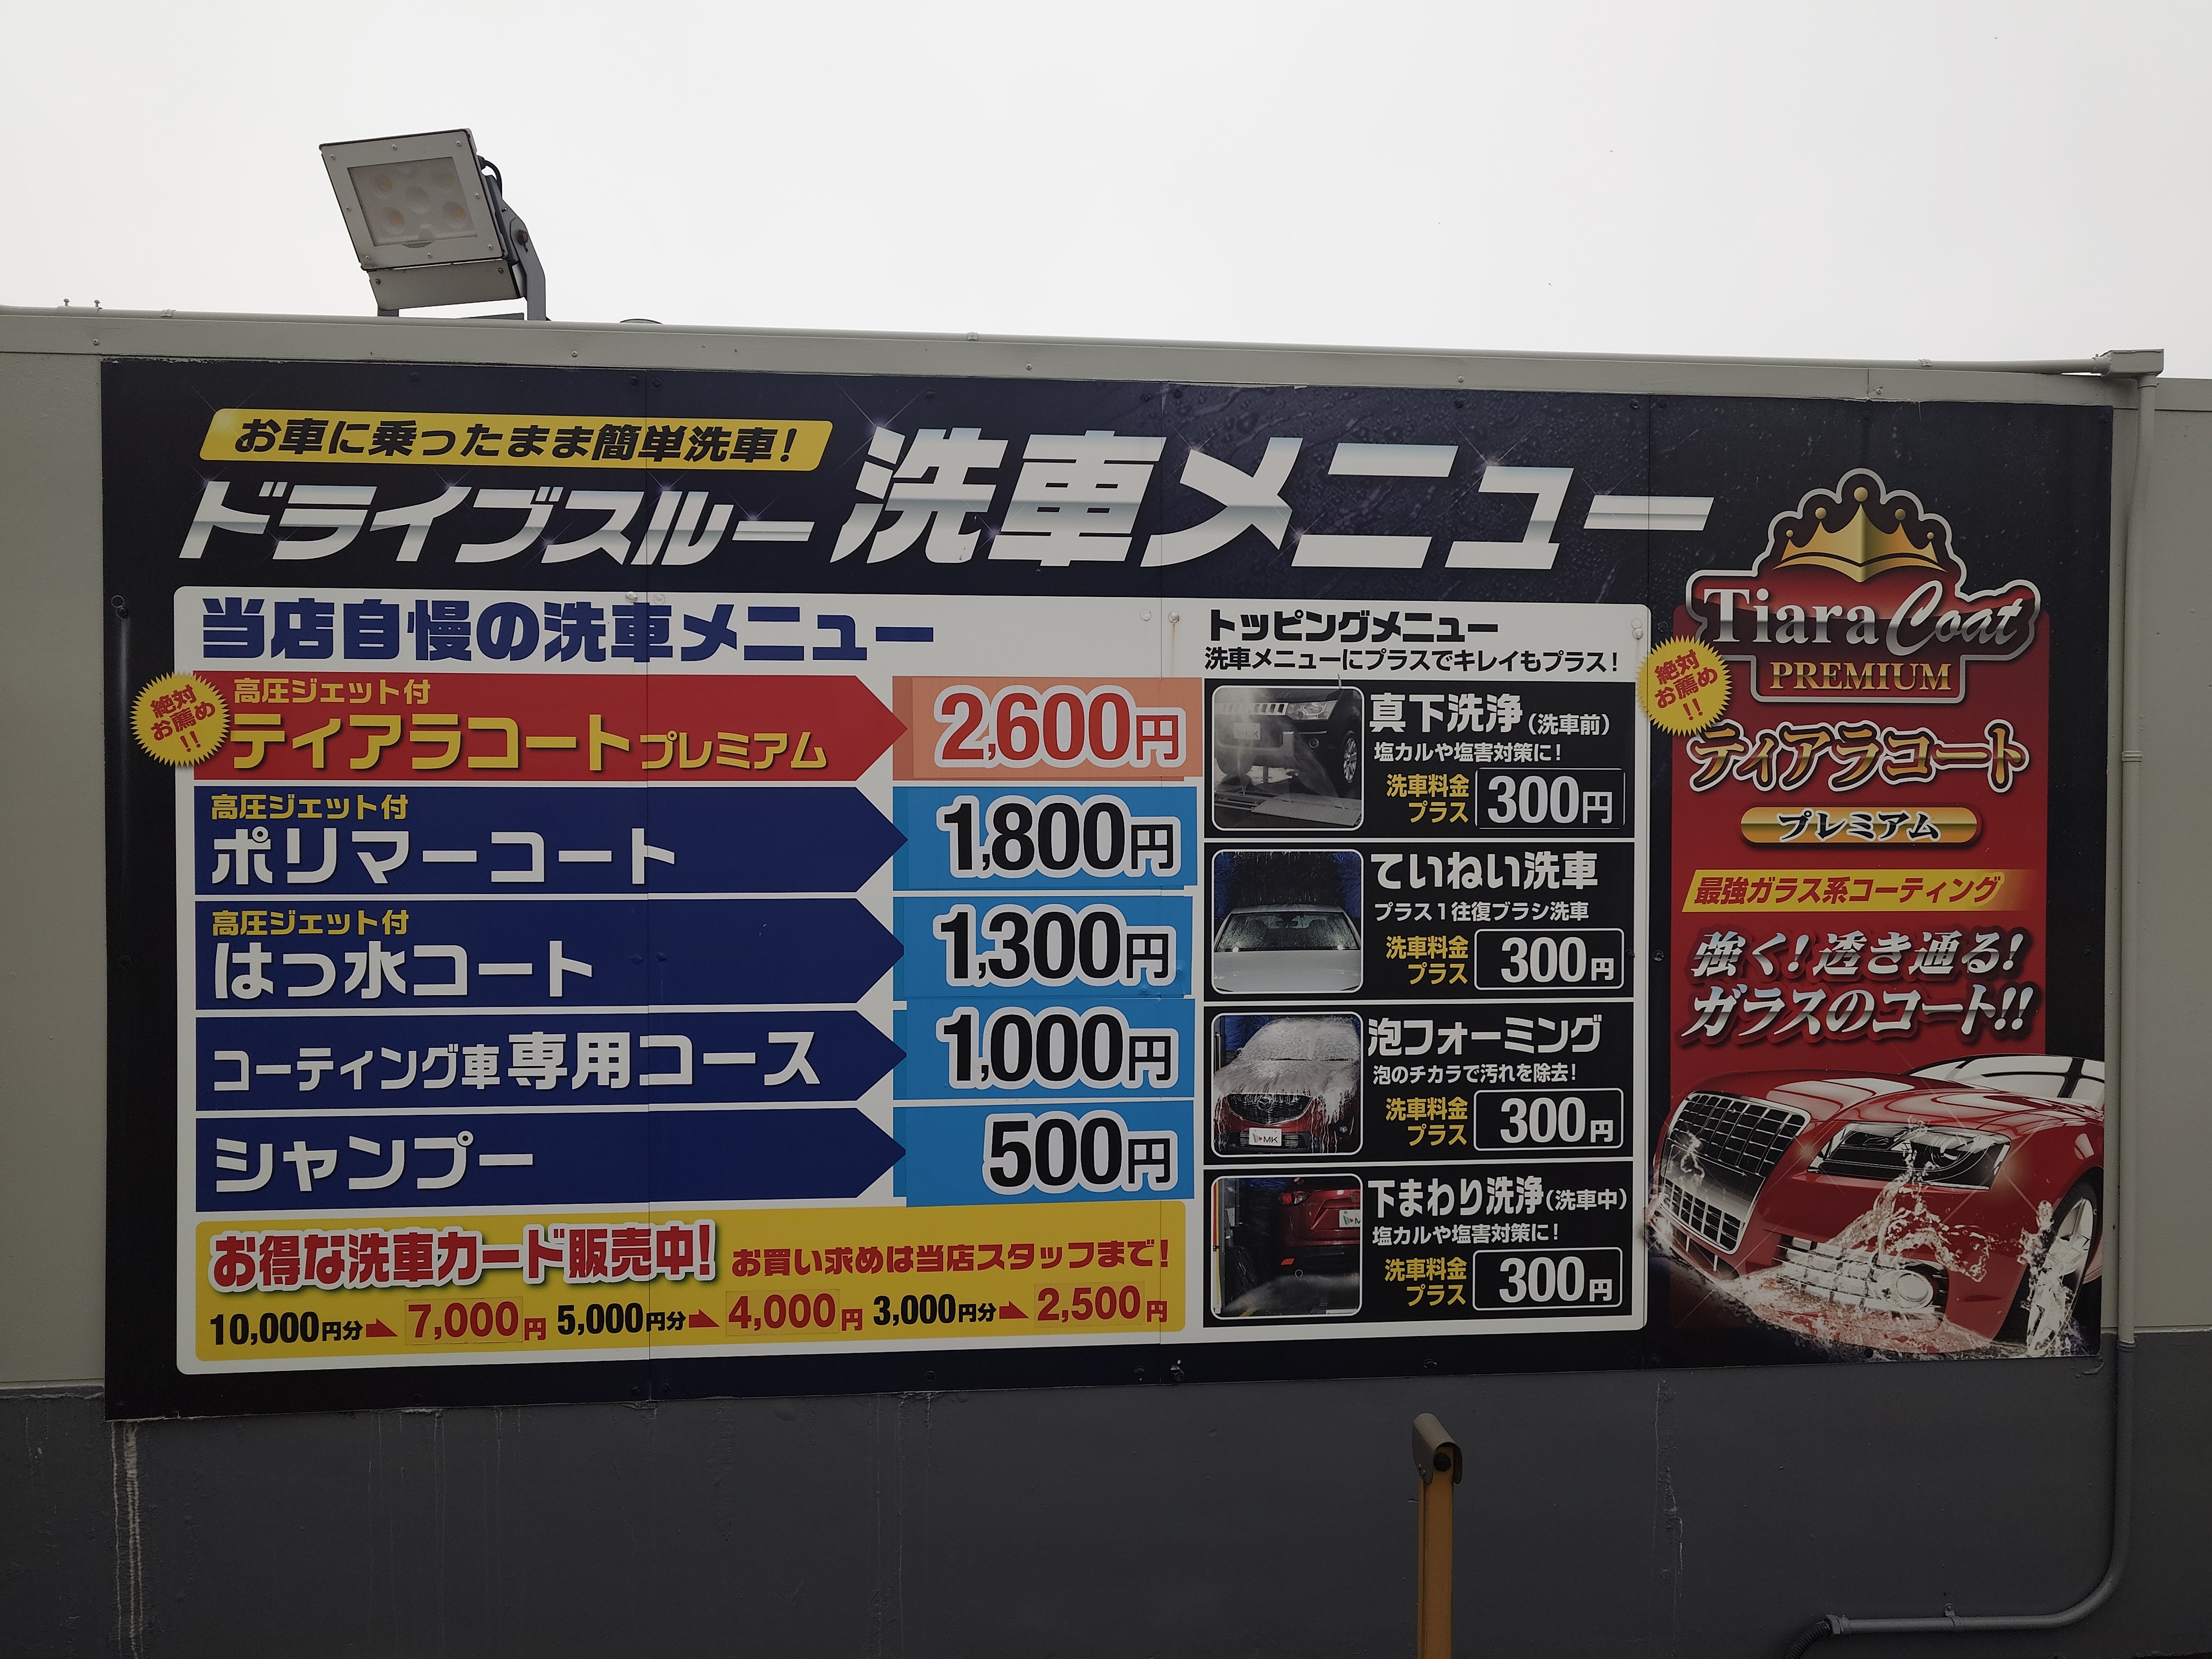 お車に乗ったまま簡単洗車!
ドライブスルー洗車メニュー
当店自慢の洗車メニュー
絶対
お薦め
!!
高圧ジェット付
ティアラコートプレミアム
2,600円
高圧ジェット付
ポリマーコート
1,800円
高圧ジェット付
はっ水コート
1,300円
コーティング車専用コース
1,000円
シャンプー
500円
お得な洗車カード販売中! お買い求めは当店スタッフまで!
10,000円分 7,000円 5,000円分 4,000円 3,000円分 2,500円
トッピングメニュー
洗車メニューにプラスでキレイもプラス!
真下洗浄(洗車前)
塩カルや塩害対策に!
洗車料金
プラス
300円
ていねい洗車
プラス1往復ブラシ洗車
洗車料金
プラス
300円
泡フォーミング
泡のチカラで汚れを除去!
洗車料金
プラス
300円
MK
下まわり洗浄(洗車中)
塩カルや塩害対策に!
洗車料金
プラス
300円
Tiara Coat
PREMIUM
絶対
お薦め
!!
ティアラコート
プレミアム
最強ガラス系コーティング
強く!透き通る!
ガラスのコート!!